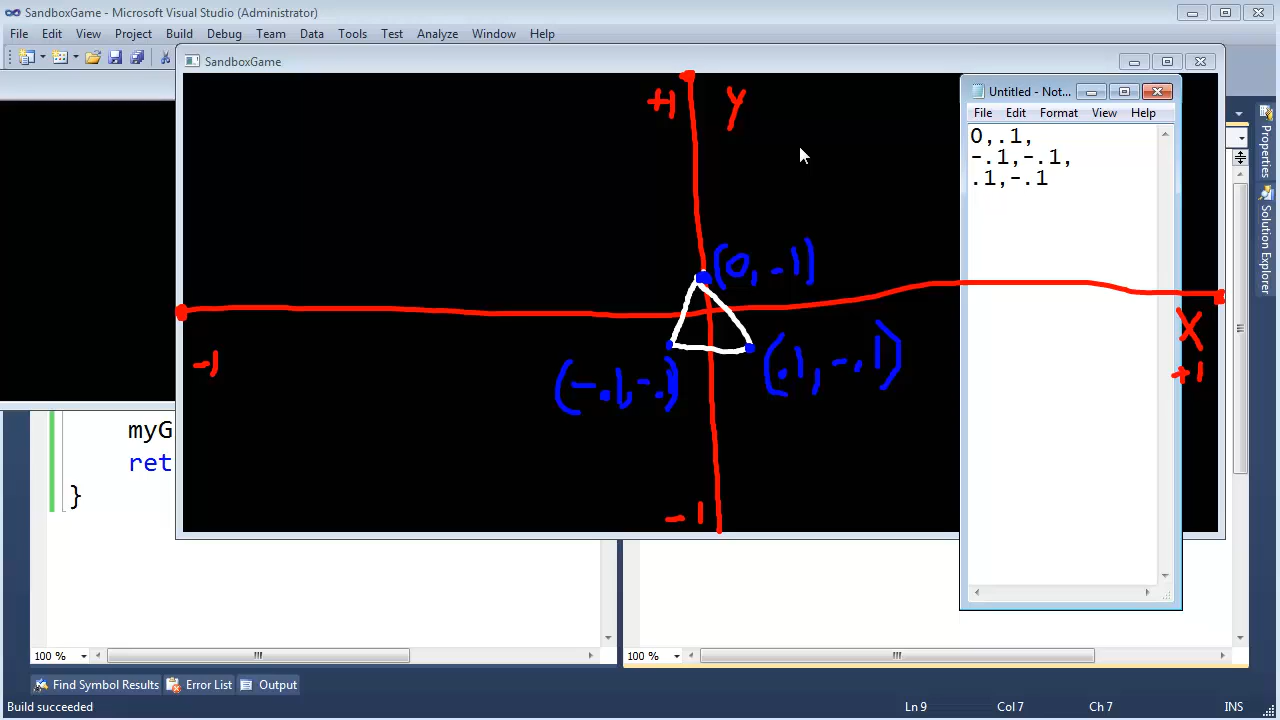 SandboxGame - Microsoft Visual Studio (Administrator)
File Edit View Project Build Debug Team Data Tools Test Analyze Window Help
SandboxGame
+1 Y
Untitled - Not...
File Edit Format View Help
0,.1,
-.1,-.1,
.1,-.1
Properties
Solution Explorer
(0, .1)
X
-1
+1
(.1, -.1)
(-.1, -.1)
-1
myG
ret
}
100 %
100 %
Find Symbol Results Error List Output
Build succeeded
Ln 9 Col 7 Ch 7 INS